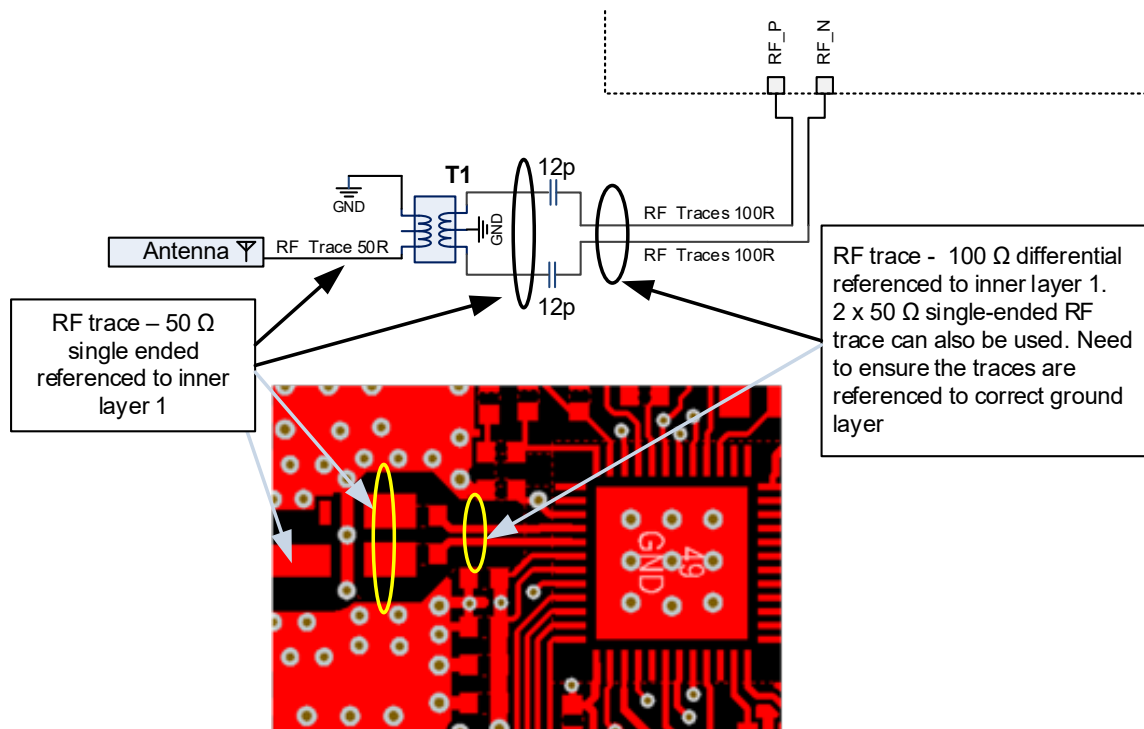 RF_P
RF_N
T1
12p
GND
GND
RF Traces 100R
RF Traces 100R
Antenna
RF Trace 50R
12p
RF trace – 50 Ω
single ended
referenced to inner
layer 1
RF trace - 100 Ω differential
referenced to inner layer 1.
2 x 50 Ω single-ended RF
trace can also be used. Need
to ensure the traces are
referenced to correct ground
layer
49
GND